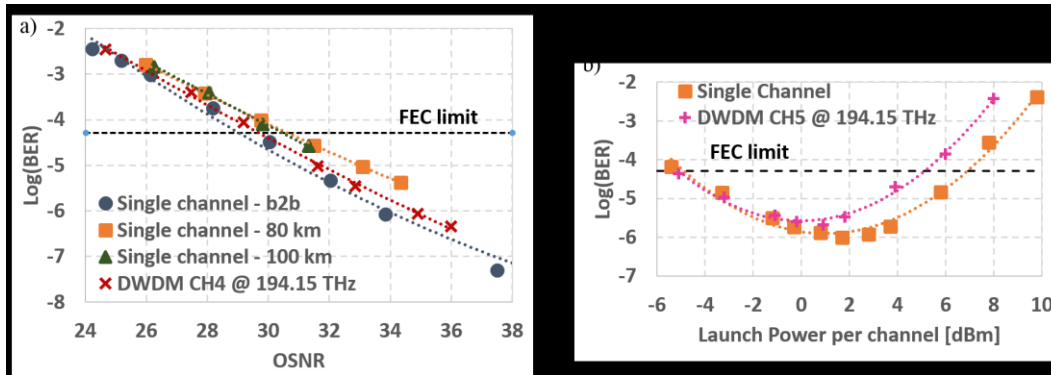 a)
-2
-3
-4
-5
-6
-7
-8
Log(BER)
FEC limit
Single channel - b2b
Single channel - 80 km
Single channel - 100 km
DWDM CH4 @ 194.15 THz
24 26 28 30 32 34 36 38
OSNR
b)
-2
-3
-4
-5
-6
-7
Log(BER)
Single Channel
DWDM CH5 @ 194.15 THz
FEC limit
-6 -4 -2 0 2 4 6 8 10
Launch Power per channel [dBm]